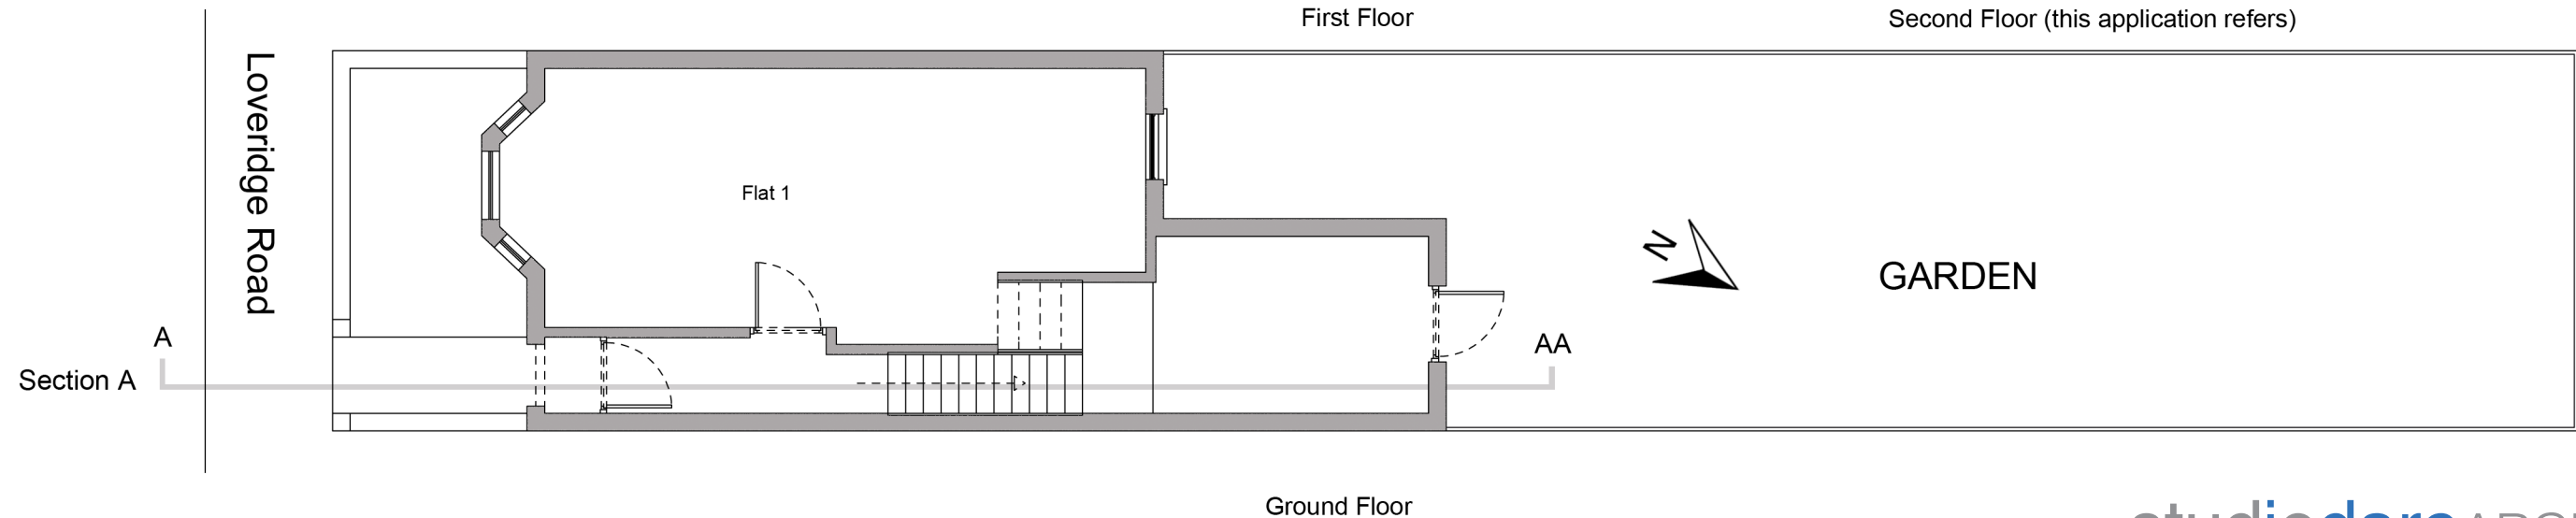 First Floor
Second Floor (this application refers)
Loveridge Road
Flat 1
N
GARDEN
A
AA
Section A
Ground Floor